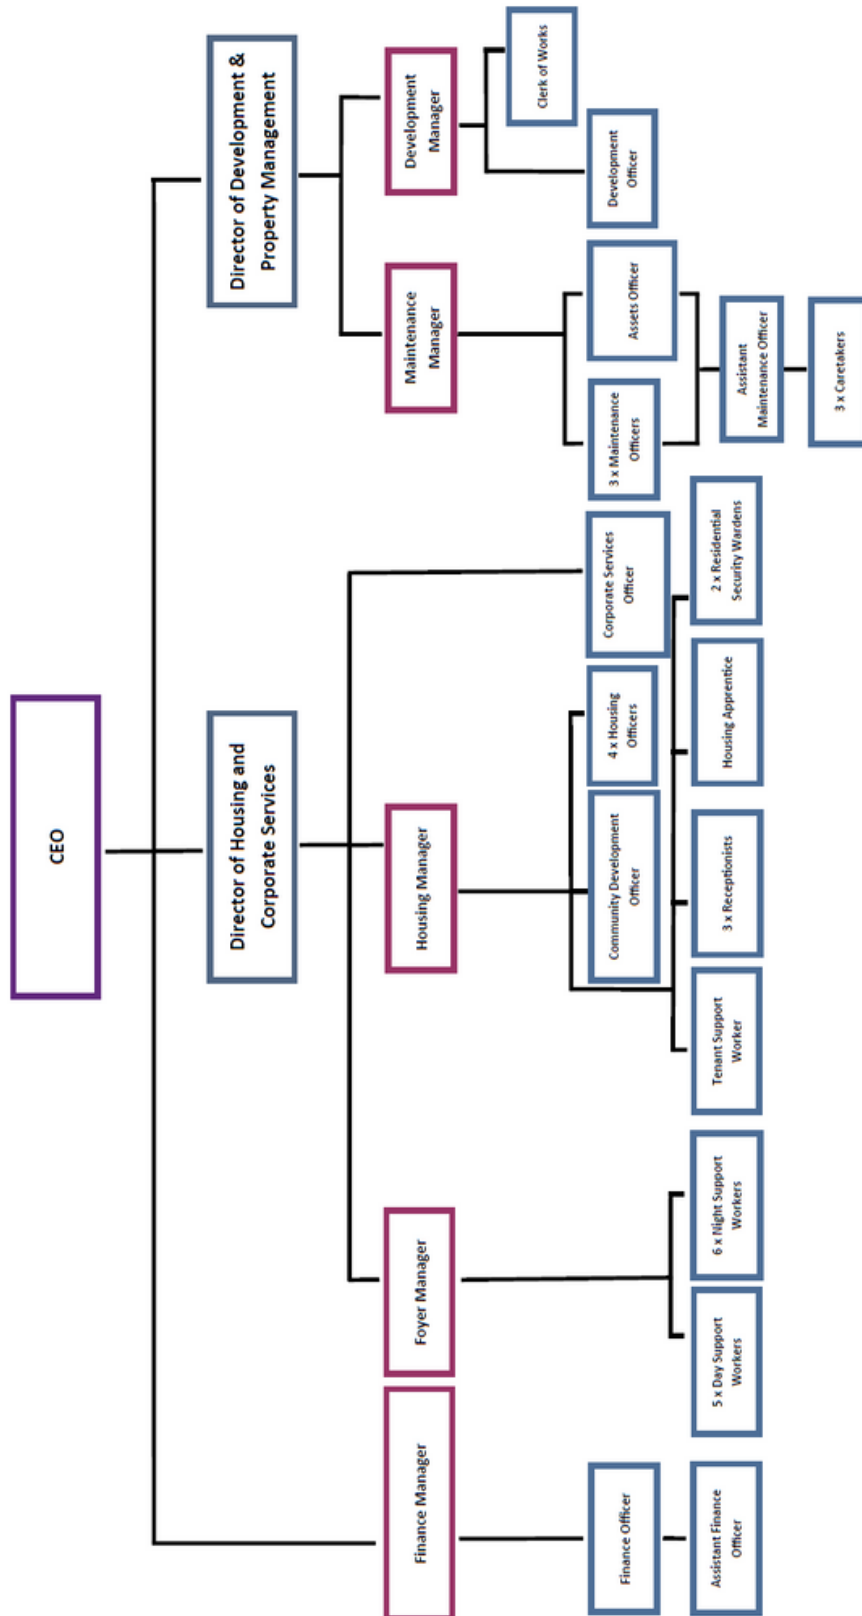 CEO
Director of Housing and
Corporate Services
Director of Development &
Property Management
Finance Manager
Foyer Manager
Housing Manager
Maintenance
Manager
Development
Manager
Clerk of Works
Finance Officer
Community Development
Officer
4 x Housing
Officers
Corporate Services
Officer
3 x Maintenance
Officers
Assets Officer
Development
Officer
Assistant Finance
Officer
5 x Day Support
Workers
6 x Night Support
Workers
Tenant Support
Worker
3 x Receptionists
Housing Apprentice
2 x Residential
Security Wardens
Assistant
Maintenance Officer
3 x Caretakers